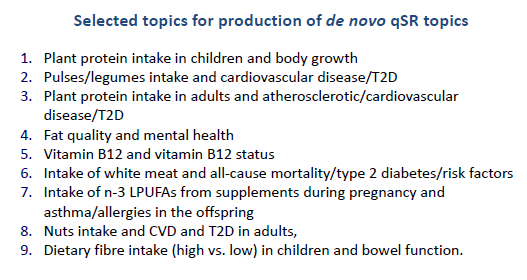 Selected topics for production of de novo qSR topics
1. Plant protein intake in children and body growth
2. Pulses/legumes intake and cardiovascular disease/T2D
3. Plant protein intake in adults and atherosclerotic/cardiovascular
disease/T2D
4. Fat quality and mental health
5. Vitamin B12 and vitamin B12 status
6. Intake of white meat and all-cause mortality/type 2 diabetes/risk factors
7. Intake of n-3 LPUFAs from supplements during pregnancy and
asthma/allergies in the offspring
8. Nuts intake and CVD and T2D in adults,
9. Dietary fibre intake (high vs. low) in children and bowel function.